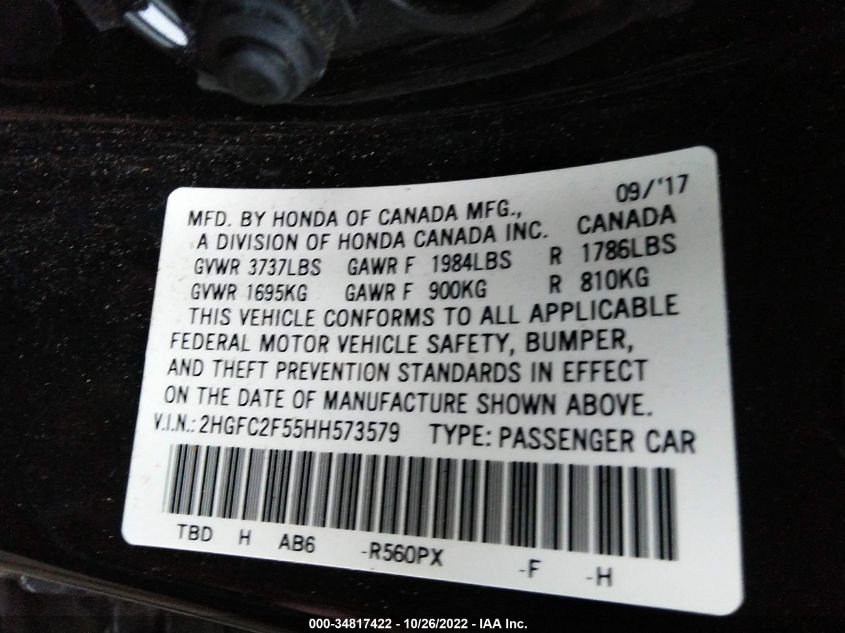 09/'17
MFD. BY HONDA OF CANADA MFG.,
A DIVISION OF HONDA CANADA INC. CANADA
GVWR 3737LBS GAWR F 1984LBS R 1786LBS
GVWR 1695KG GAWR F 900KG R 810KG
THIS VEHICLE CONFORMS TO ALL APPLICABLE
FEDERAL MOTOR VEHICLE SAFETY, BUMPER,
AND THEFT PREVENTION STANDARDS IN EFFECT
ON THE DATE OF MANUFACTURE SHOWN ABOVE.
V.I.N.: 2HGFC2F55HH573579 TYPE: PASSENGER CAR
TBD H AB6 -R560PX -F -H
000-34817422 - 10/26/2022 - IAA Inc.